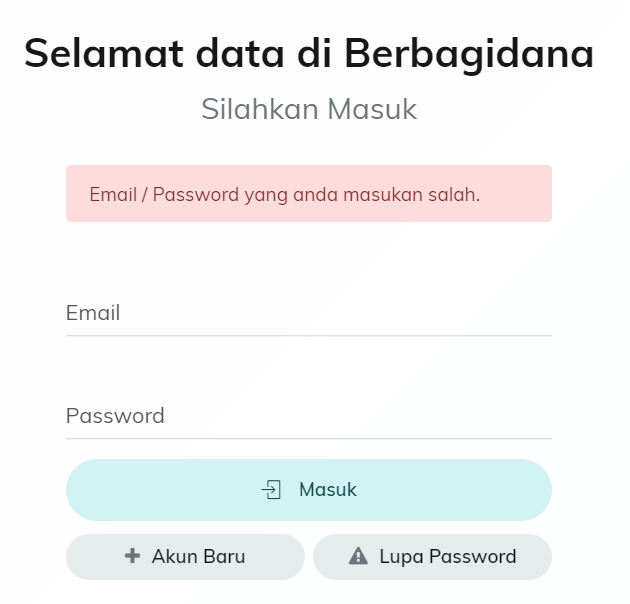 Selamat data di Berbagidana
Silahkan Masuk
Email / Password yang anda masukan salah.
Email
Password
Masuk
Akun Baru
Lupa Password